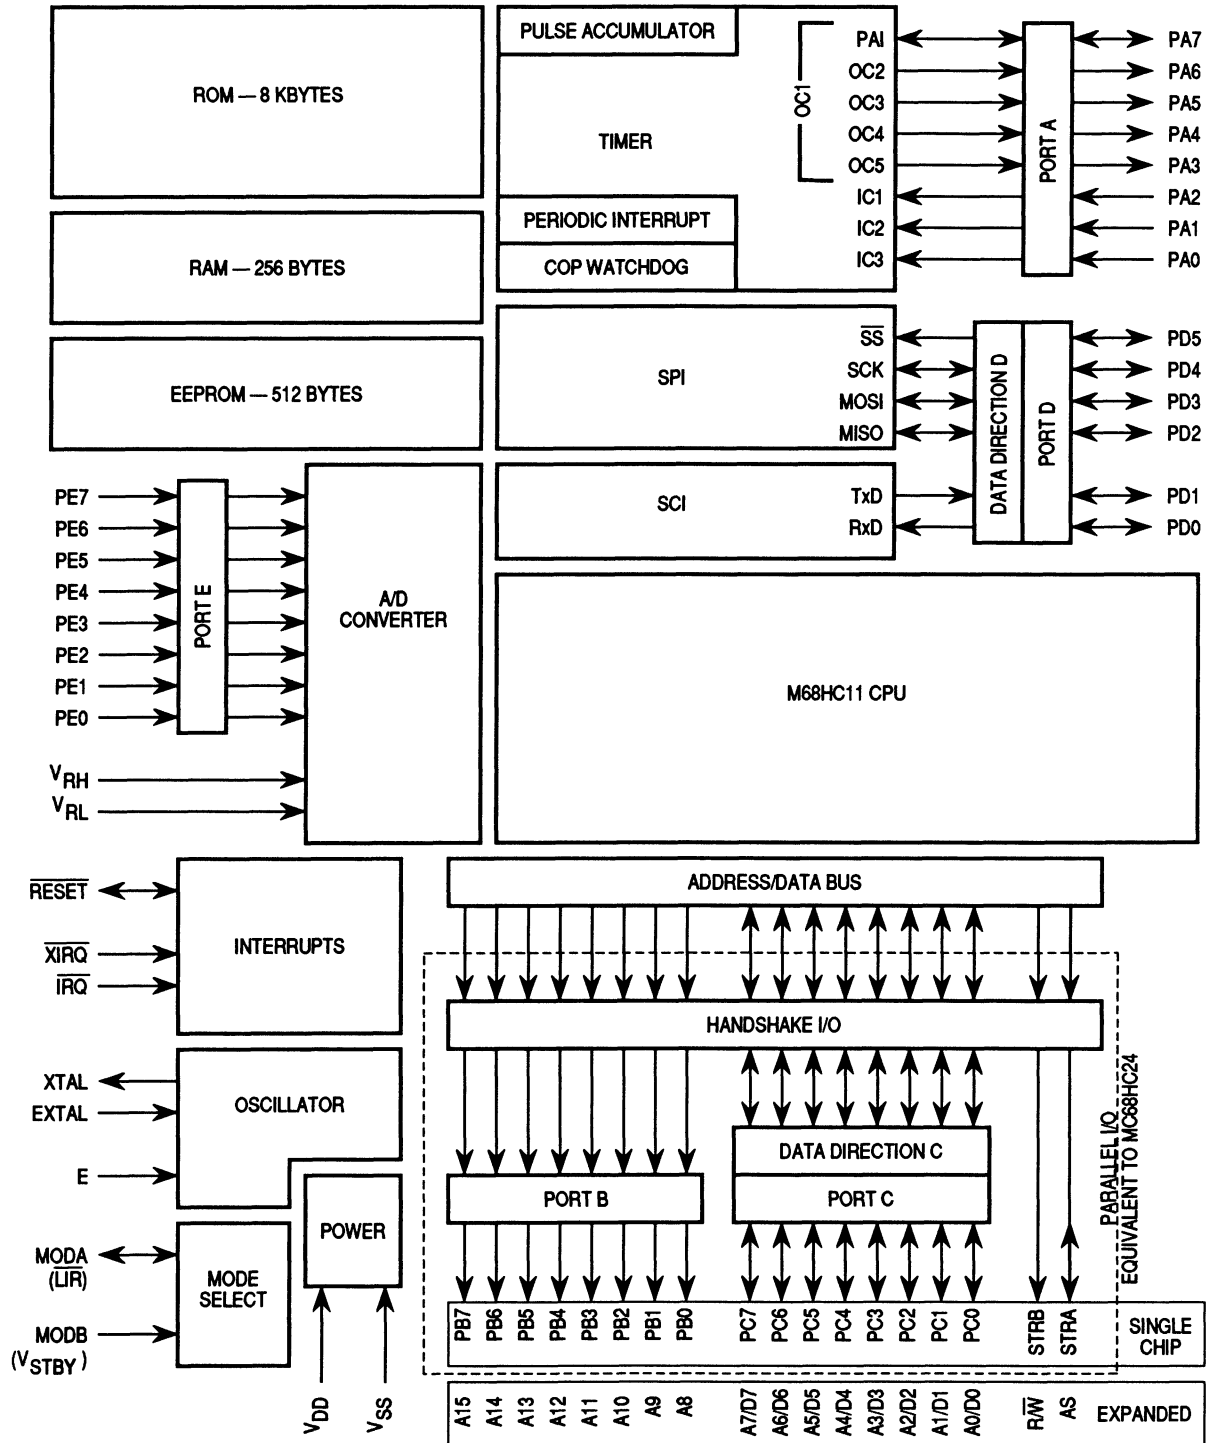 ROM — 8 KBYTES
RAM — 256 BYTES
EEPROM — 512 BYTES
PULSE ACCUMULATOR
TIMER
PERIODIC INTERRUPT
COP WATCHDOG
OC1
PAI
OC2
OC3
OC4
OC5
IC1
IC2
IC3
PORT A
PA7
PA6
PA5
PA4
PA3
PA2
PA1
PA0
SPI
S̅S̅
SCK
MOSI
MISO
SCI
TxD
RxD
DATA DIRECTION D
PORT D
PD5
PD4
PD3
PD2
PD1
PD0
PE7
PE6
PE5
PE4
PE3
PE2
PE1
PE0
PORT E
A/D
CONVERTER
VRH
VRL
M68HC11 CPU
R̅E̅S̅E̅T̅
X̅I̅R̅Q̅
I̅R̅Q̅
INTERRUPTS
XTAL
EXTAL
E
OSCILLATOR
POWER
MODA
(L̅I̅R̅)
MODB
(VSTBY )
MODE
SELECT
VDD
VSS
ADDRESS/DATA BUS
HANDSHAKE I/O
DATA DIRECTION C
PORT B
PORT C
PARALLEL I/O
EQUIVALENT TO MC68HC24
PB7
PB6
PB5
PB4
PB3
PB2
PB1
PB0
PC7
PC6
PC5
PC4
PC3
PC2
PC1
PC0
STRB
STRA
SINGLE
CHIP
A15
A14
A13
A12
A11
A10
A9
A8
A7/D7
A6/D6
A5/D5
A4/D4
A3/D3
A2/D2
A1/D1
A0/D0
R/W̅
AS
EXPANDED